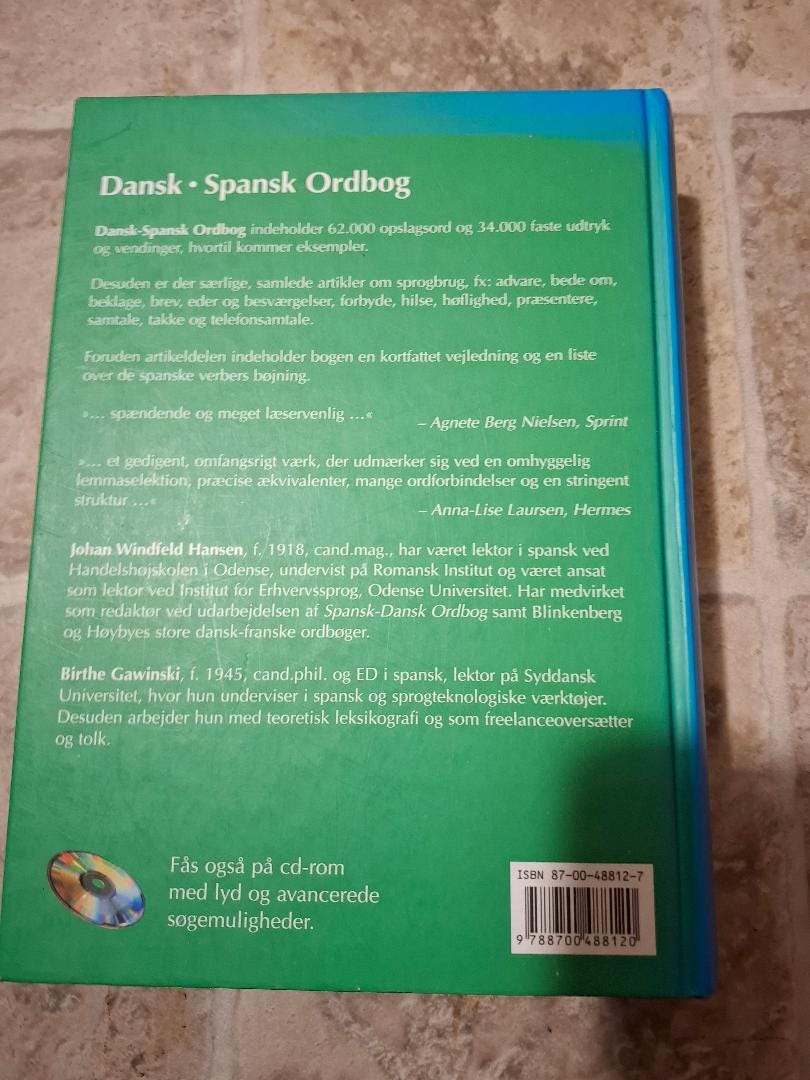 Dansk • Spansk Ordbog
Dansk-Spansk Ordbog indeholder 62.000 opslagsord og 34.000 faste udtryk
og vendinger, hvortil kommer eksempler.
Desuden er der særlige, samlede artikler om sprogbrug, fx: advare, bede om,
beklage, brev, eder og besværgelser, forbyde, hilse, høflighed, præsentere,
samtale, takke og telefonsamtale.
Foruden artikeldelen indeholder bogen en kortfattet vejledning og en liste
over de spanske verbers bøjning.
»... spændende og meget læservenlig ...«
– Agnete Berg Nielsen, Sprint
»... et gedigent, omfangsrigt værk, der udmærker sig ved en omhyggelig
lemmaselektion, præcise ækvivalenter, mange ordforbindelser og en stringent
struktur ...«
– Anna-Lise Laursen, Hermes
Johan Windfeld Hansen, f. 1918, cand.mag., har været lektor i spansk ved
Handelshøjskolen i Odense, undervist på Romansk Institut og været ansat
som lektor ved Institut for Erhvervssprog, Odense Universitet. Har medvirket
som redaktør ved udarbejdelsen af Spansk-Dansk Ordbog samt Blinkenberg
og Høybyes store dansk-franske ordbøger.
Birthe Gawinski, f. 1945, cand.phil. og ED i spansk, lektor på Syddansk
Universitet, hvor hun underviser i spansk og sprogteknologiske værktøjer.
Desuden arbejder hun med teoretisk leksikografi og som freelanceoversætter
og tolk.
Fås også på cd-rom
med lyd og avancerede
søgemuligheder.
ISBN 87-00-48812-7
9 788700 488120